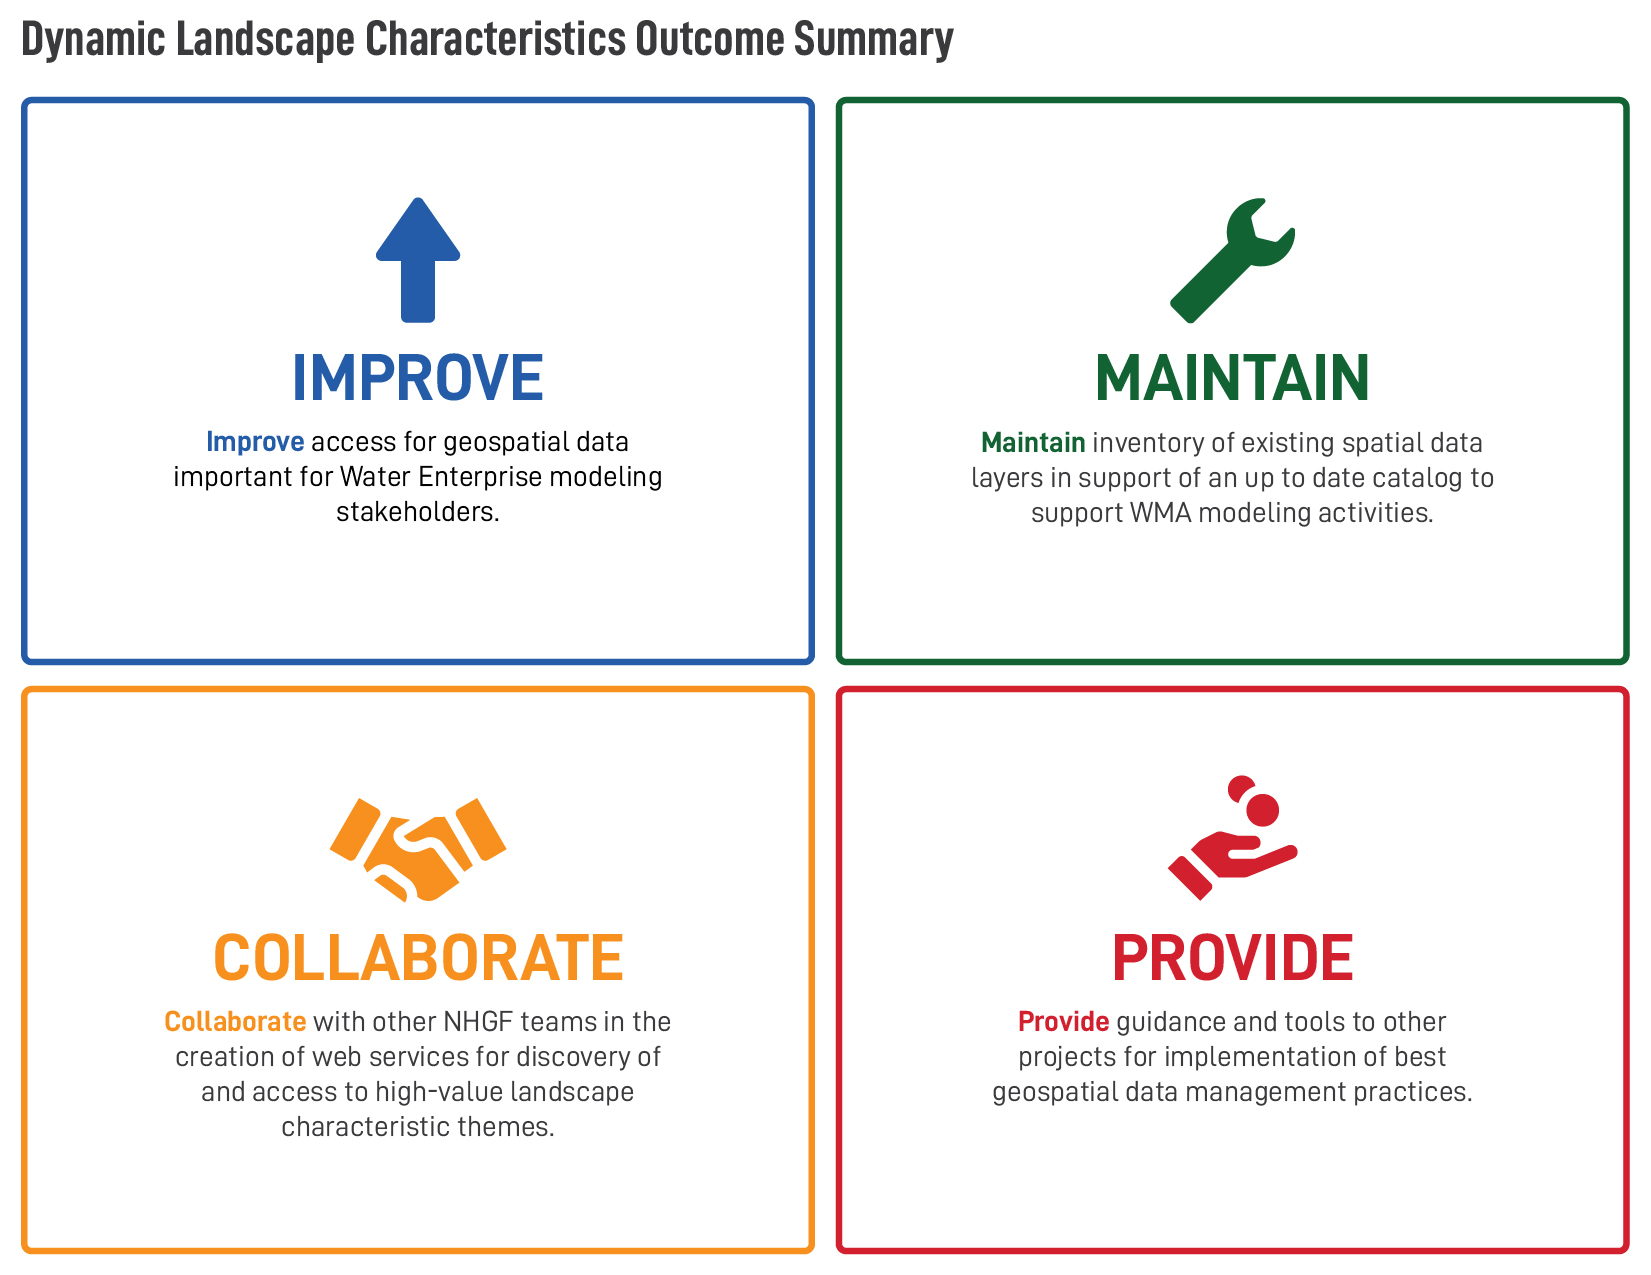 Dynamic Landscape Characteristics Outcome Summary
IMPROVE
Improve access for geospatial data
important for Water Enterprise modeling
stakeholders.
MAINTAIN
Maintain inventory of existing spatial data
layers in support of an up to date catalog to
support WMA modeling activities.
COLLABORATE
Collaborate with other NHGF teams in the
creation of web services for discovery of
and access to high-value landscape
characteristic themes.
PROVIDE
Provide guidance and tools to other
projects for implementation of best
geospatial data management practices.